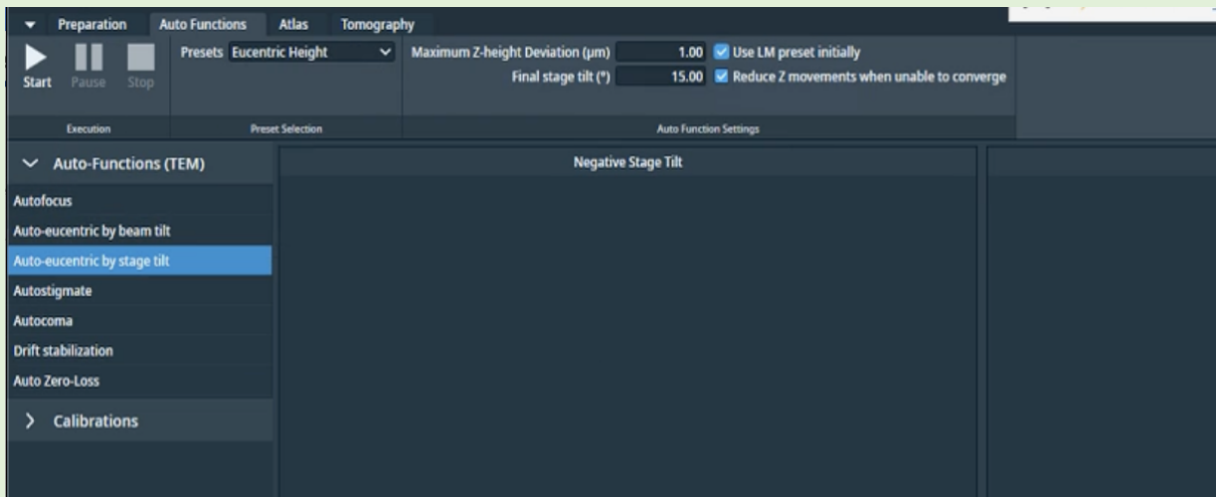 Preparation Auto Functions Atlas Tomography
Start Pause Stop
Execution
Presets Eucentric Height
Preset Selection
Maximum Z-height Deviation (µm) 1.00 Use LM preset initially
Final stage tilt (°) 15.00 Reduce Z movements when unable to converge
Auto Function Settings
Auto-Functions (TEM)
Autofocus
Auto-eucentric by beam tilt
Auto-eucentric by stage tilt
Autostigmate
Autocoma
Drift stabilization
Auto Zero-Loss
Calibrations
Negative Stage Tilt